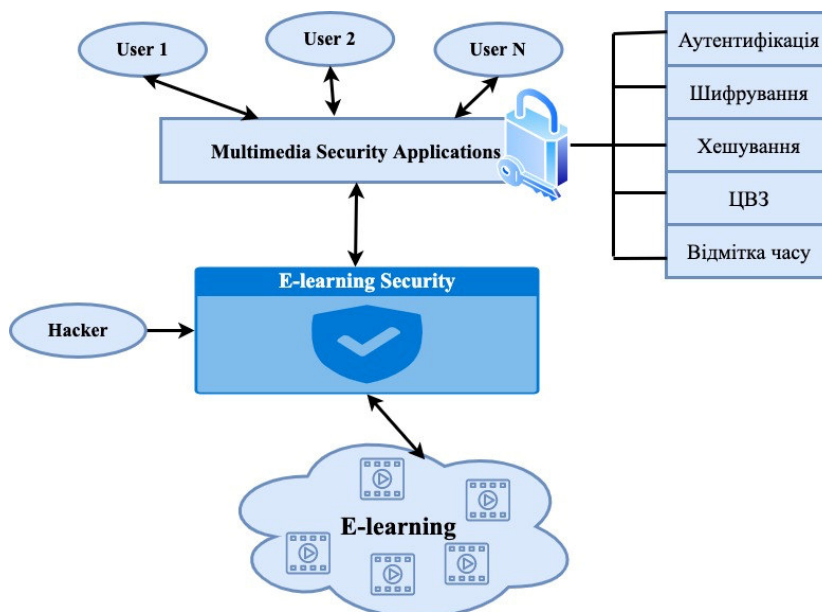 User 1
User 2
User N
Multimedia Security Applications
Аутентифікація
Шифрування
Хешування
ЦВЗ
Відмітка часу
E-learning Security
Hacker
E-learning